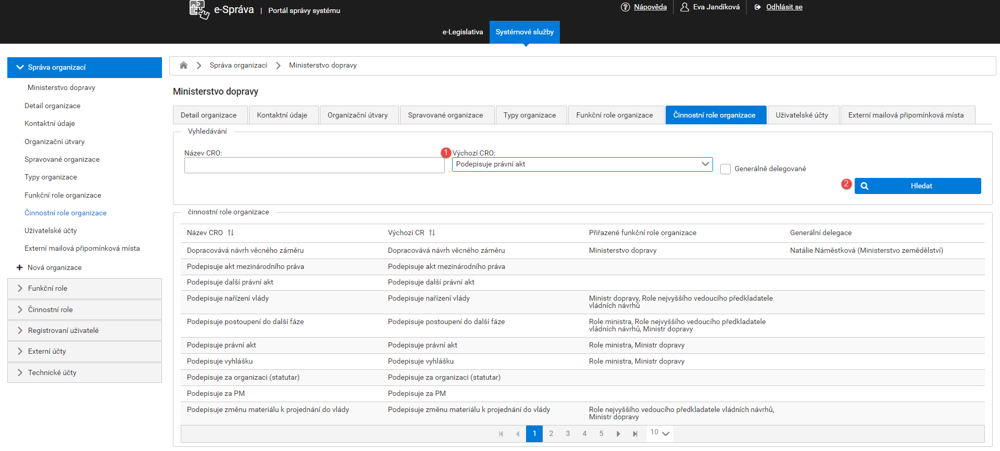 e-Správa | Portál správy systému
Nápověda
Eva Jandíková
Odhlásit se
e-Legislativa
Systémové služby
Správa organizací
Ministerstvo dopravy
Detail organizace
Kontaktní údaje
Organizační útvary
Spravované organizace
Typy organizace
Funkční role organizace
Činnostní role organizace
Uživatelské účty
Externí mailová připomínková místa
Nová organizace
Funkční role
Činnostní role
Registrovaní uživatelé
Externí účty
Technické účty
Správa organizací Ministerstvo dopravy
Ministerstvo dopravy
Detail organizace Kontaktní údaje Organizační útvary Spravované organizace Typy organizace Funkční role organizace Činnostní role organizace Uživatelské účty Externí mailová připomínková místa
Vyhledávání
Název CRO: 1 Výchozí CRO:
Podepisuje právní akt
Generálně delegované
2 Hledat
činnostní role organizace
Název CRO Výchozí CR Přiřazené funkční role organizace Generální delegace
Dopracovává návrh věcného záměru Dopracovává návrh věcného záměru Ministerstvo dopravy Natálie Náměstková (Ministerstvo zemědělství)
Podepisuje akt mezinárodního práva Podepisuje akt mezinárodního práva
Podepisuje další právní akt Podepisuje další právní akt
Podepisuje nařízení vlády Podepisuje nařízení vlády Ministr dopravy, Role nejvyššího vedoucího předkladatele
vládních návrhů
Podepisuje postoupení do další fáze Podepisuje postoupení do další fáze Role ministra, Role nejvyššího vedoucího předkladatele
vládních návrhů, Ministr dopravy
Podepisuje právní akt Podepisuje právní akt Role ministra, Ministr dopravy
Podepisuje vyhlášku Podepisuje vyhlášku Role ministra, Ministr dopravy
Podepisuje za organizaci (statutar) Podepisuje za organizaci (statutar)
Podepisuje za PM Podepisuje za PM
Podepisuje změnu materiálu k projednání do vlády Podepisuje změnu materiálu k projednání do vlády Role nejvyššího vedoucího předkladatele vládních návrhů,
Ministr dopravy
1 2 3 4 5 10